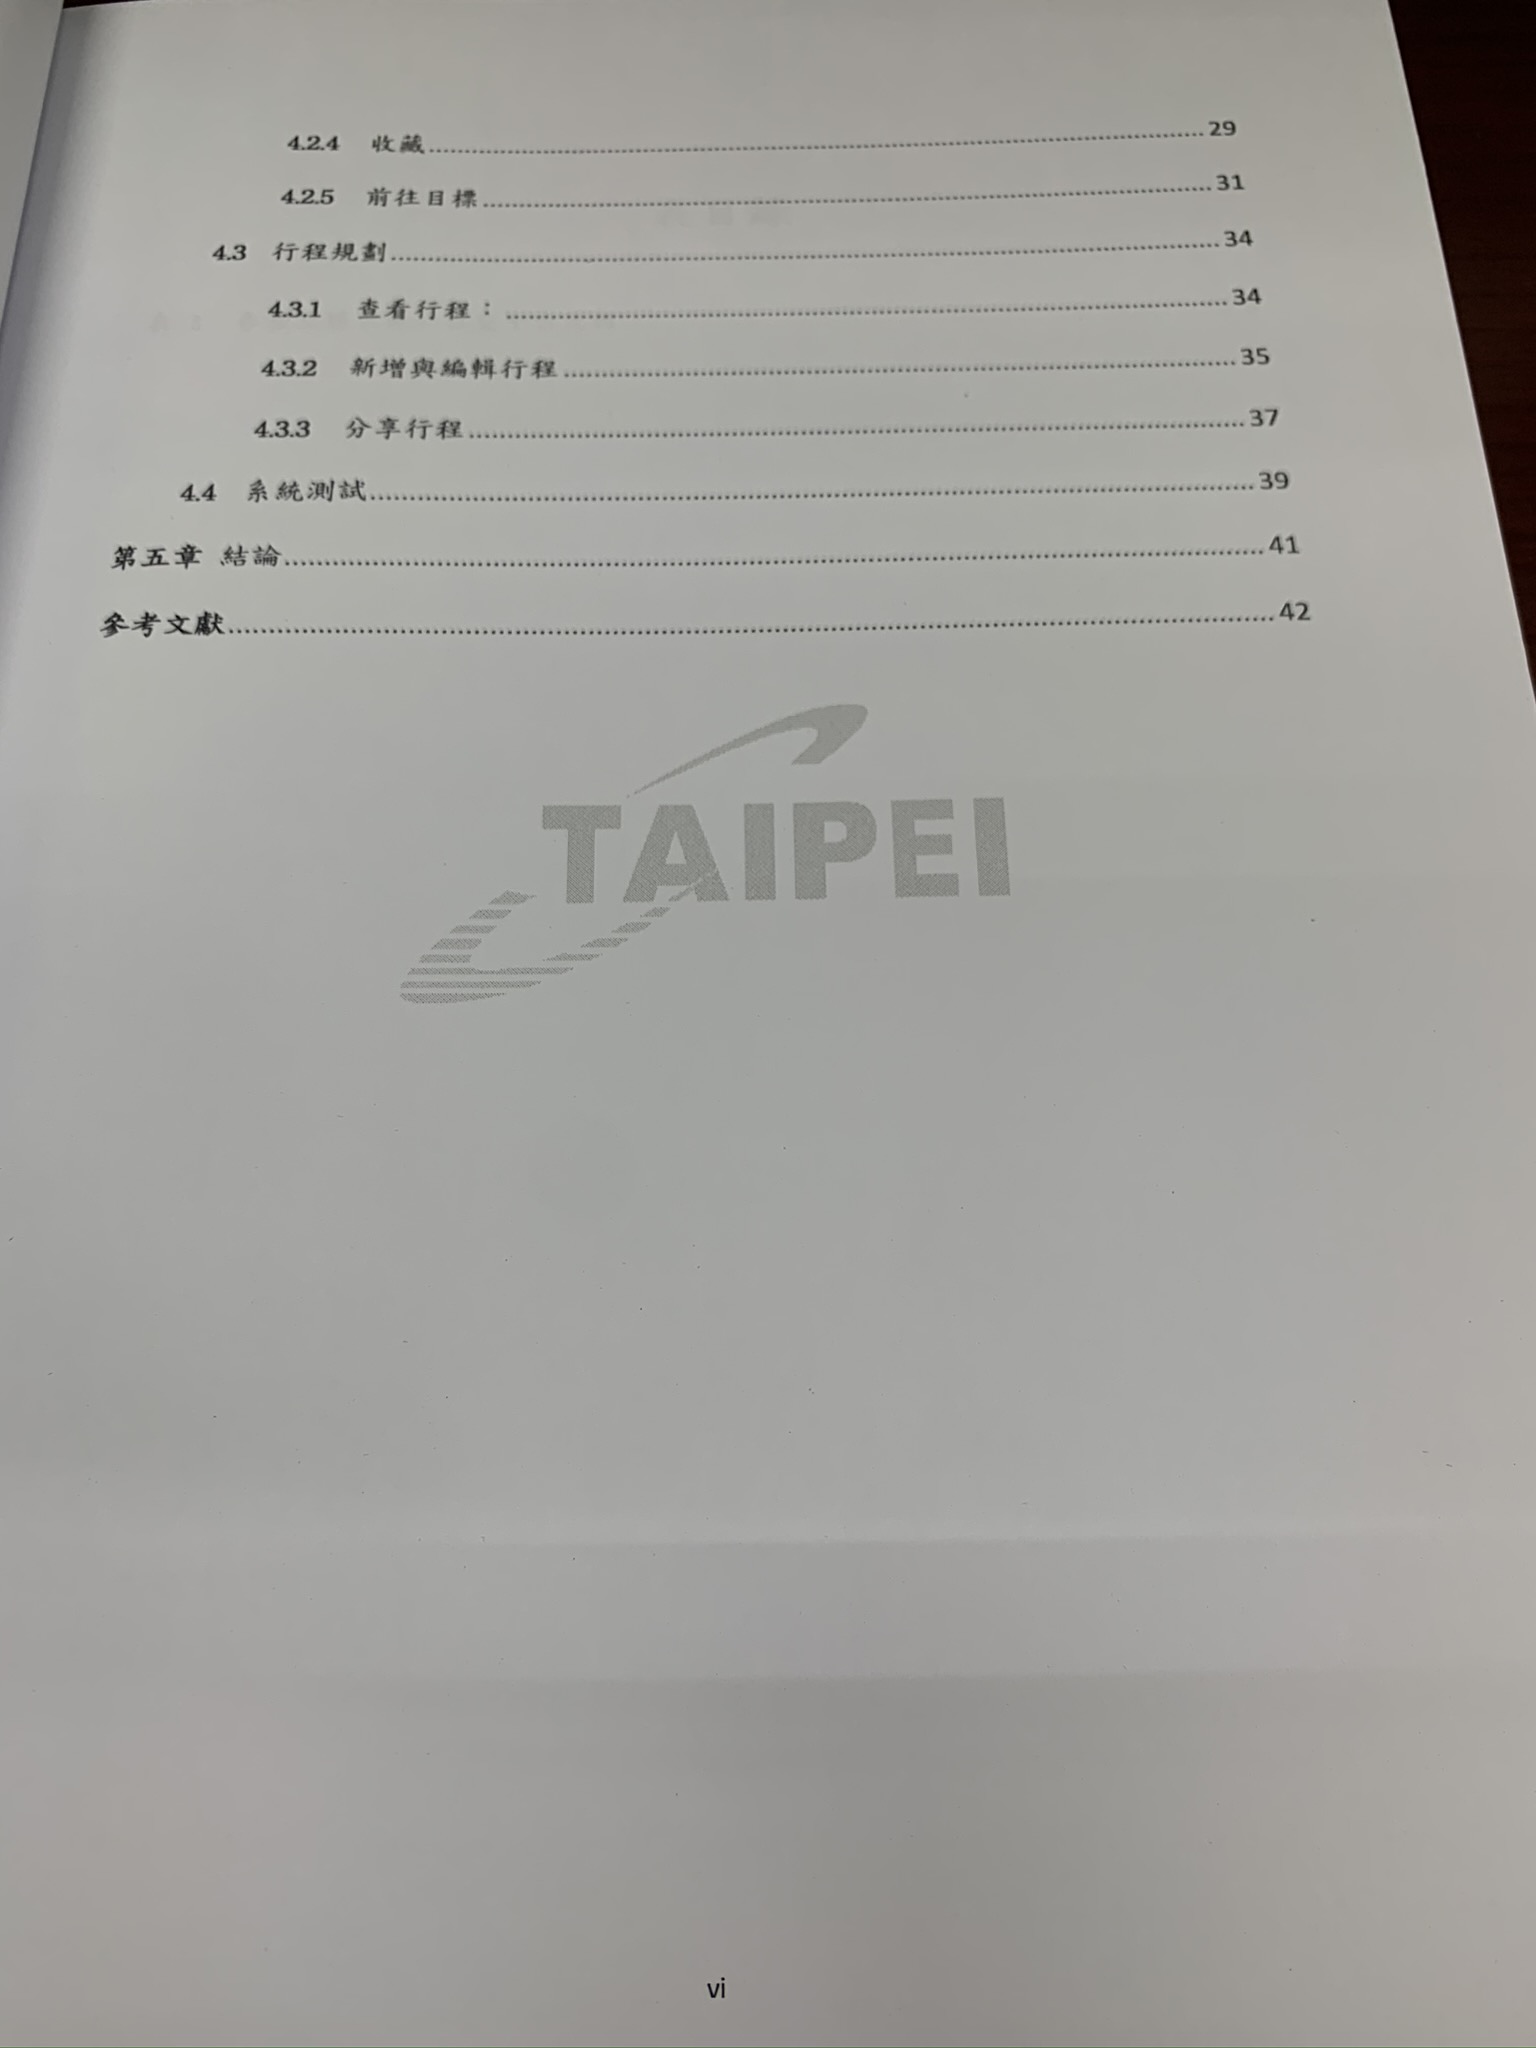 4.2.4 收藏........................29
4.2.5 前往目標........................31
4.3 行程規劃........................34
4.3.1 查看行程：........................34
4.3.2 新增與編輯行程........................35
4.3.3 分享行程........................37
4.4 系統測試........................39
第五章 結論........................41
參考文獻........................42
TAIPEI
vi